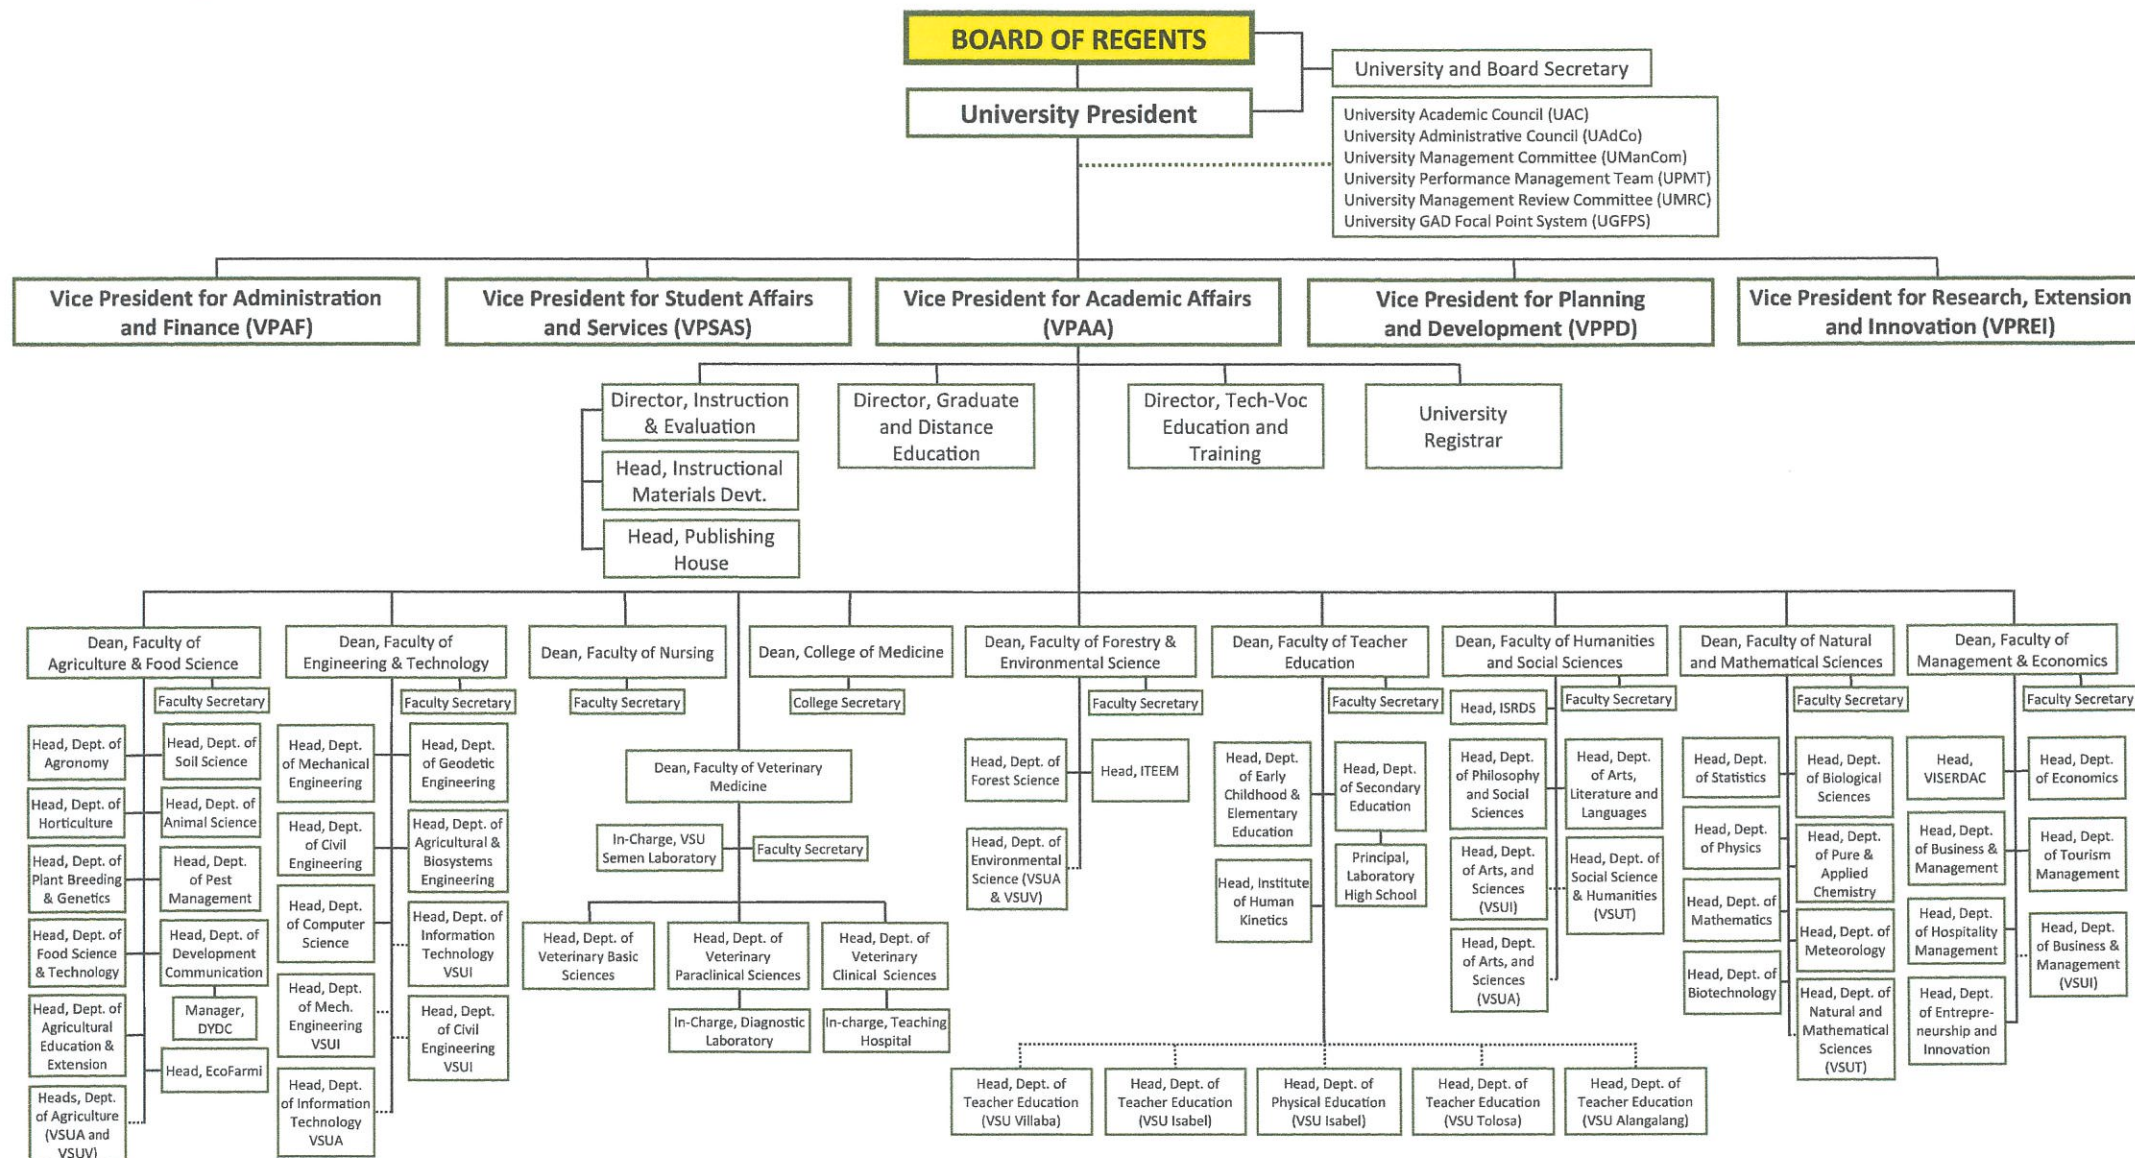 BOARD OF REGENTS
University and Board Secretary
University President
University Academic Council (UAC)
University Administrative Council (UAdCo)
University Management Committee (UManCom)
University Performance Management Team (UPMT)
University Management Review Committee (UMRC)
University GAD Focal Point System (UGFPS)
Vice President for Administration
and Finance (VPAF)
Vice President for Student Affairs
and Services (VPSAS)
Vice President for Academic Affairs
(VPAA)
Vice President for Planning
and Development (VPPD)
Vice President for Research, Extension
and Innovation (VPREI)
Director, Instruction
& Evaluation
Head, Instructional
Materials Devt.
Head, Publishing
House
Director, Graduate
and Distance
Education
Director, Tech-Voc
Education and
Training
University
Registrar
Dean, Faculty of
Agriculture & Food Science
Faculty Secretary
Head, Dept. of
Agronomy
Head, Dept. of
Soil Science
Head, Dept. of
Horticulture
Head, Dept. of
Animal Science
Head, Dept. of
Plant Breeding
& Genetics
Head, Dept.
of Pest
Management
Head, Dept. of
Food Science
& Technology
Head, Dept. of
Development
Communication
Manager,
DYDC
Head, Dept. of
Agricultural
Education &
Extension
Head, EcoFarmi
Heads, Dept.
of Agriculture
(VSUA and
VSUV)
Dean, Faculty of
Engineering & Technology
Faculty Secretary
Head, Dept.
of Mechanical
Engineering
Head, Dept.
of Geodetic
Engineering
Head, Dept.
of Civil
Engineering
Head, Dept. of
Agricultural &
Biosystems
Engineering
Head, Dept.
of Computer
Science
Head, Dept. of
Information
Technology
VSUI
Head, Dept.
of Mech.
Engineering
VSUI
Head, Dept.
of Civil
Engineering
VSUI
Head, Dept.
of Information
Technology
VSUA
Dean, Faculty of Nursing
Faculty Secretary
Dean, Faculty of Veterinary
Medicine
In-Charge, VSU
Semen Laboratory
Faculty Secretary
Head, Dept. of
Veterinary Basic
Sciences
Head, Dept. of
Veterinary
Paraclinical Sciences
Head, Dept. of
Veterinary
Clinical Sciences
In-Charge, Diagnostic
Laboratory
In-charge, Teaching
Hospital
Dean, College of Medicine
College Secretary
Dean, Faculty of Forestry &
Environmental Science
Faculty Secretary
Head, Dept. of
Forest Science
Head, ITEEM
Head, Dept. of
Environmental
Science (VSUA
& VSUV)
Dean, Faculty of Teacher
Education
Faculty Secretary
Head, Dept.
of Early
Childhood &
Elementary
Education
Head, Dept.
of Secondary
Education
Principal,
Laboratory
High School
Head, Institute
of Human
Kinetics
Head, Dept. of
Teacher Education
(VSU Villaba)
Head, Dept. of
Teacher Education
(VSU Isabel)
Head, Dept. of
Physical Education
(VSU Isabel)
Head, Dept. of
Teacher Education
(VSU Tolosa)
Head, Dept. of
Teacher Education
(VSU Alangalang)
Dean, Faculty of Humanities
and Social Sciences
Head, ISRDS
Faculty Secretary
Head, Dept.
of Philosophy
and Social
Sciences
Head, Dept.
of Arts,
Literature and
Languages
Head, Dept.
of Arts, and
Sciences
(VSUI)
Head, Dept. of
Social Science
& Humanities
(VSUT)
Head, Dept.
of Arts, and
Sciences
(VSUA)
Dean, Faculty of Natural
and Mathematical Sciences
Faculty Secretary
Head, Dept.
of Statistics
Head, Dept.
of Biological
Sciences
Head, Dept.
of Physics
Head, Dept.
of Pure &
Applied
Chemistry
Head, Dept. of
Mathematics
Head, Dept. of
Meteorology
Head, Dept. of
Biotechnology
Head, Dept. of
Natural and
Mathematical
Sciences
(VSUT)
Dean, Faculty of
Management & Economics
Faculty Secretary
Head,
VISERDAC
Head, Dept.
of Economics
Head, Dept.
of Business &
Management
Head, Dept.
of Tourism
Management
Head, Dept.
of Hospitality
Management
Head, Dept.
of Business &
Management
(VSUI)
Head, Dept.
of Entrepre-
neurship and
Innovation